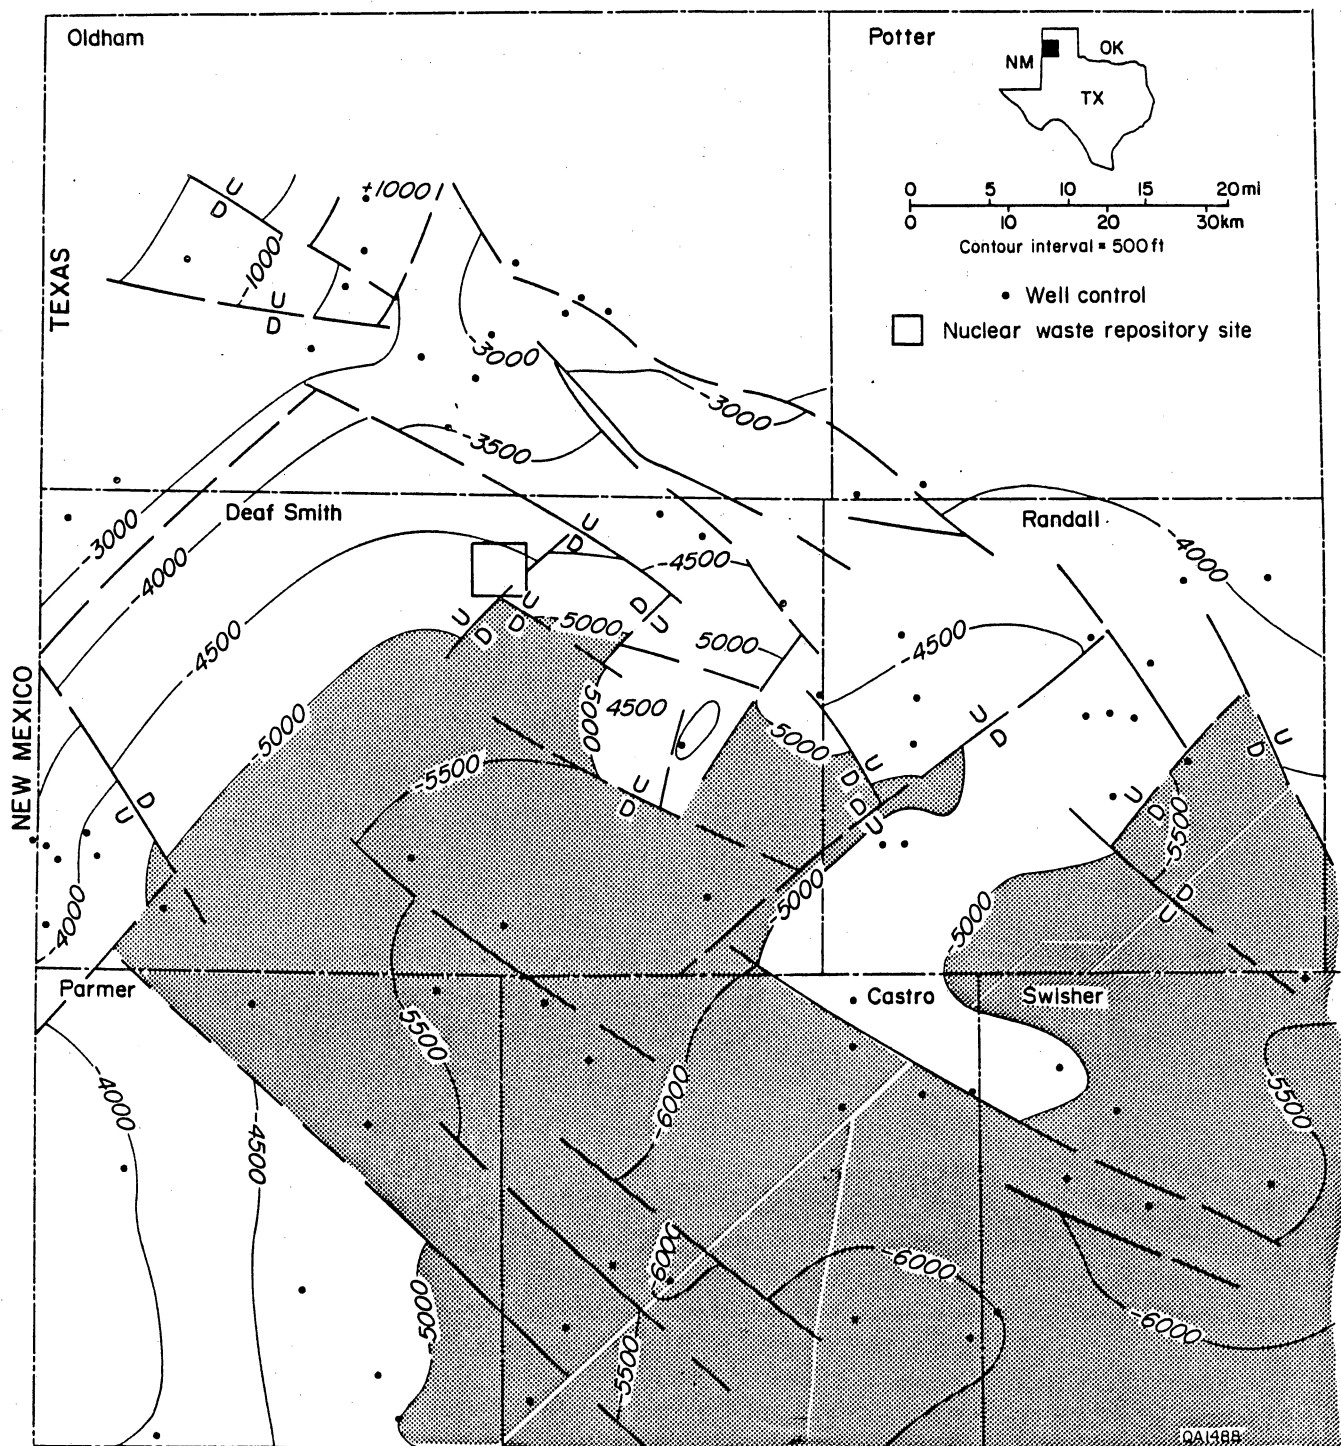 Oldham
Potter
NM
OK
TX
0 5 10 15 20 mi
0 10 20 30km
Contour interval = 500 ft
• Well control
Nuclear waste repository site
TEXAS
NEW MEXICO
U
D
+1000
-1000
U
D
-3000
-3000
-3500
Deaf Smith
Randall
-3000
-4000
-4500
U
D
-4500
-4000
U
D
U
D
-5000
D
U
5000
-4500
-5000
5000
4500
-5000
U
D
-5500
U
D
U
D
D
U
D
U
U
D
U
D
-5500
D
U
-4000
-5000
-5000
Parmer
Castro
Swisher
-4000
-4500
5500
-6000
-5500
-6000
-6000
-6000
-5000
5500
QA1488